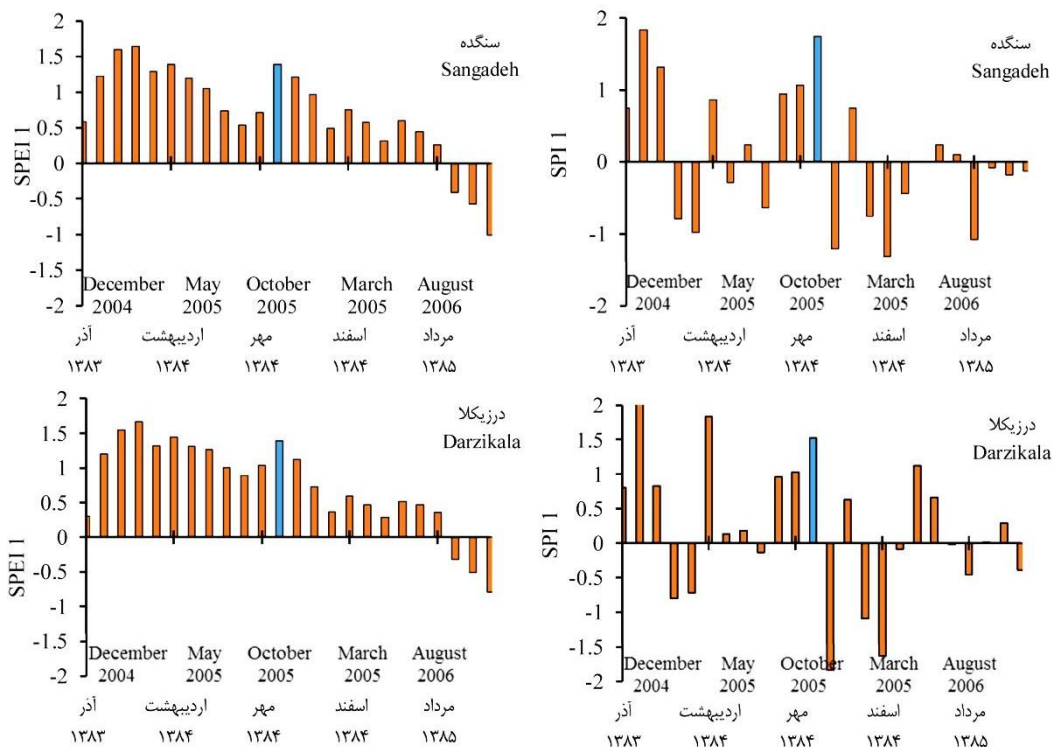 سنگده
Sangadeh
SPEI 1
2
1.5
1
0.5
0
-0.5
-1
-1.5
-2
December May October March August
2004 2005 2005 2005 2006
آذر اردیبهشت مهر اسفند مرداد
۱۳۸۳ ۱۳۸۴ ۱۳۸۴ ۱۳۸۴ ۱۳۸۵
سنگده
Sangadeh
SPI 1
2
1
0
-1
-2
December May October March August
2004 2005 2005 2005 2006
آذر اردیبهشت مهر اسفند مرداد
۱۳۸۳ ۱۳۸۴ ۱۳۸۴ ۱۳۸۴ ۱۳۸۵
درزیکلا
Darzikala
SPEI 1
2
1.5
1
0.5
0
-0.5
-1
-1.5
-2
December May October March August
2004 2005 2005 2005 2006
آذر اردیبهشت مهر اسفند مرداد
۱۳۸۳ ۱۳۸۴ ۱۳۸۴ ۱۳۸۴ ۱۳۸۵
درزیکلا
Darzikala
SPI 1
2
1.5
1
0.5
0
-0.5
-1
-1.5
-2
December May October March August
2004 2005 2005 2005 2006
آذر اردیبهشت مهر اسفند مرداد
۱۳۸۳ ۱۳۸۴ ۱۳۸۴ ۱۳۸۴ ۱۳۸۵